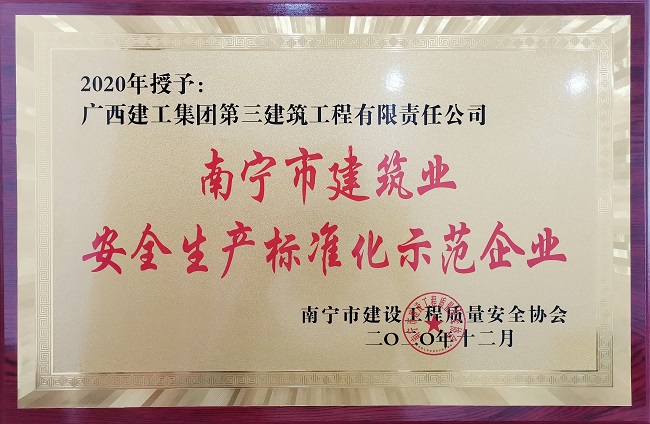 2020年授予：
广西建工集团第三建筑工程有限责任公司
南宁市建筑业
安全生产标准化示范企业
南宁市建设工程质量安全协会
二〇二〇年十二月